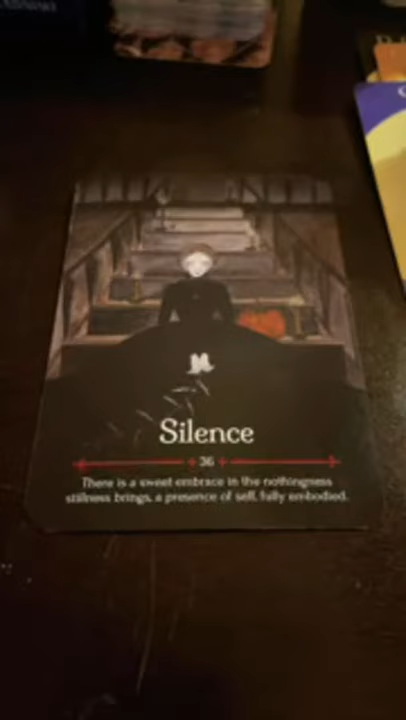 Silence
36
There is a sweet embrace in the nothingness
stillness brings, a presence of self, fully embodied.